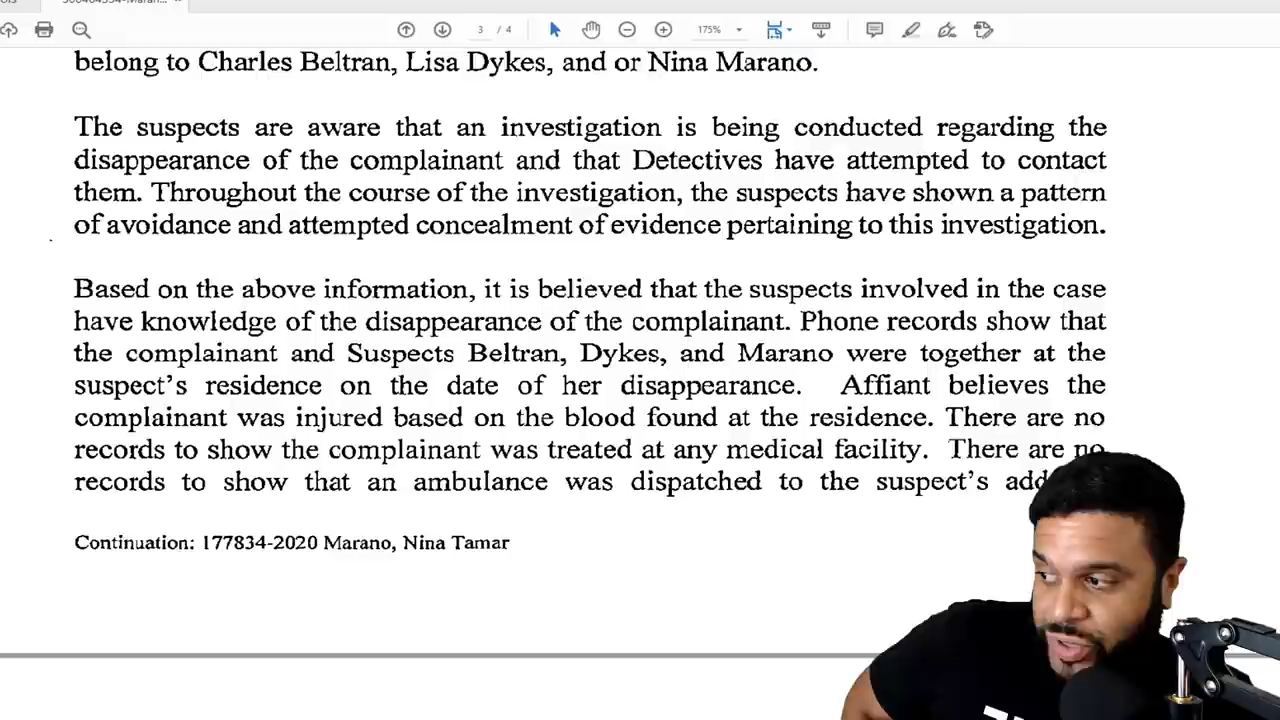 3 / 4
175%
belong to Charles Beltran, Lisa Dykes, and or Nina Marano.
The suspects are aware that an investigation is being conducted regarding the
disappearance of the complainant and that Detectives have attempted to contact
them. Throughout the course of the investigation, the suspects have shown a pattern
of avoidance and attempted concealment of evidence pertaining to this investigation.
Based on the above information, it is believed that the suspects involved in the case
have knowledge of the disappearance of the complainant. Phone records show that
the complainant and Suspects Beltran, Dykes, and Marano were together at the
suspect's residence on the date of her disappearance. Affiant believes the
complainant was injured based on the blood found at the residence. There are no
records to show the complainant was treated at any medical facility. There are no
records to show that an ambulance was dispatched to the suspect's
Continuation: 177834-2020 Marano, Nina Tamar